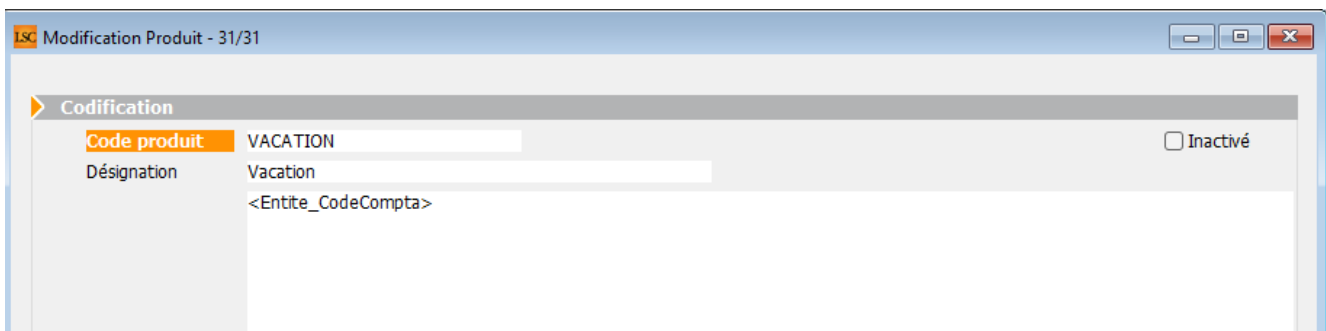 LSC Modification Produit - 31/31
Codification
Code produit VACATION Inactivé
Désignation Vacation
<Entite_CodeCompta>